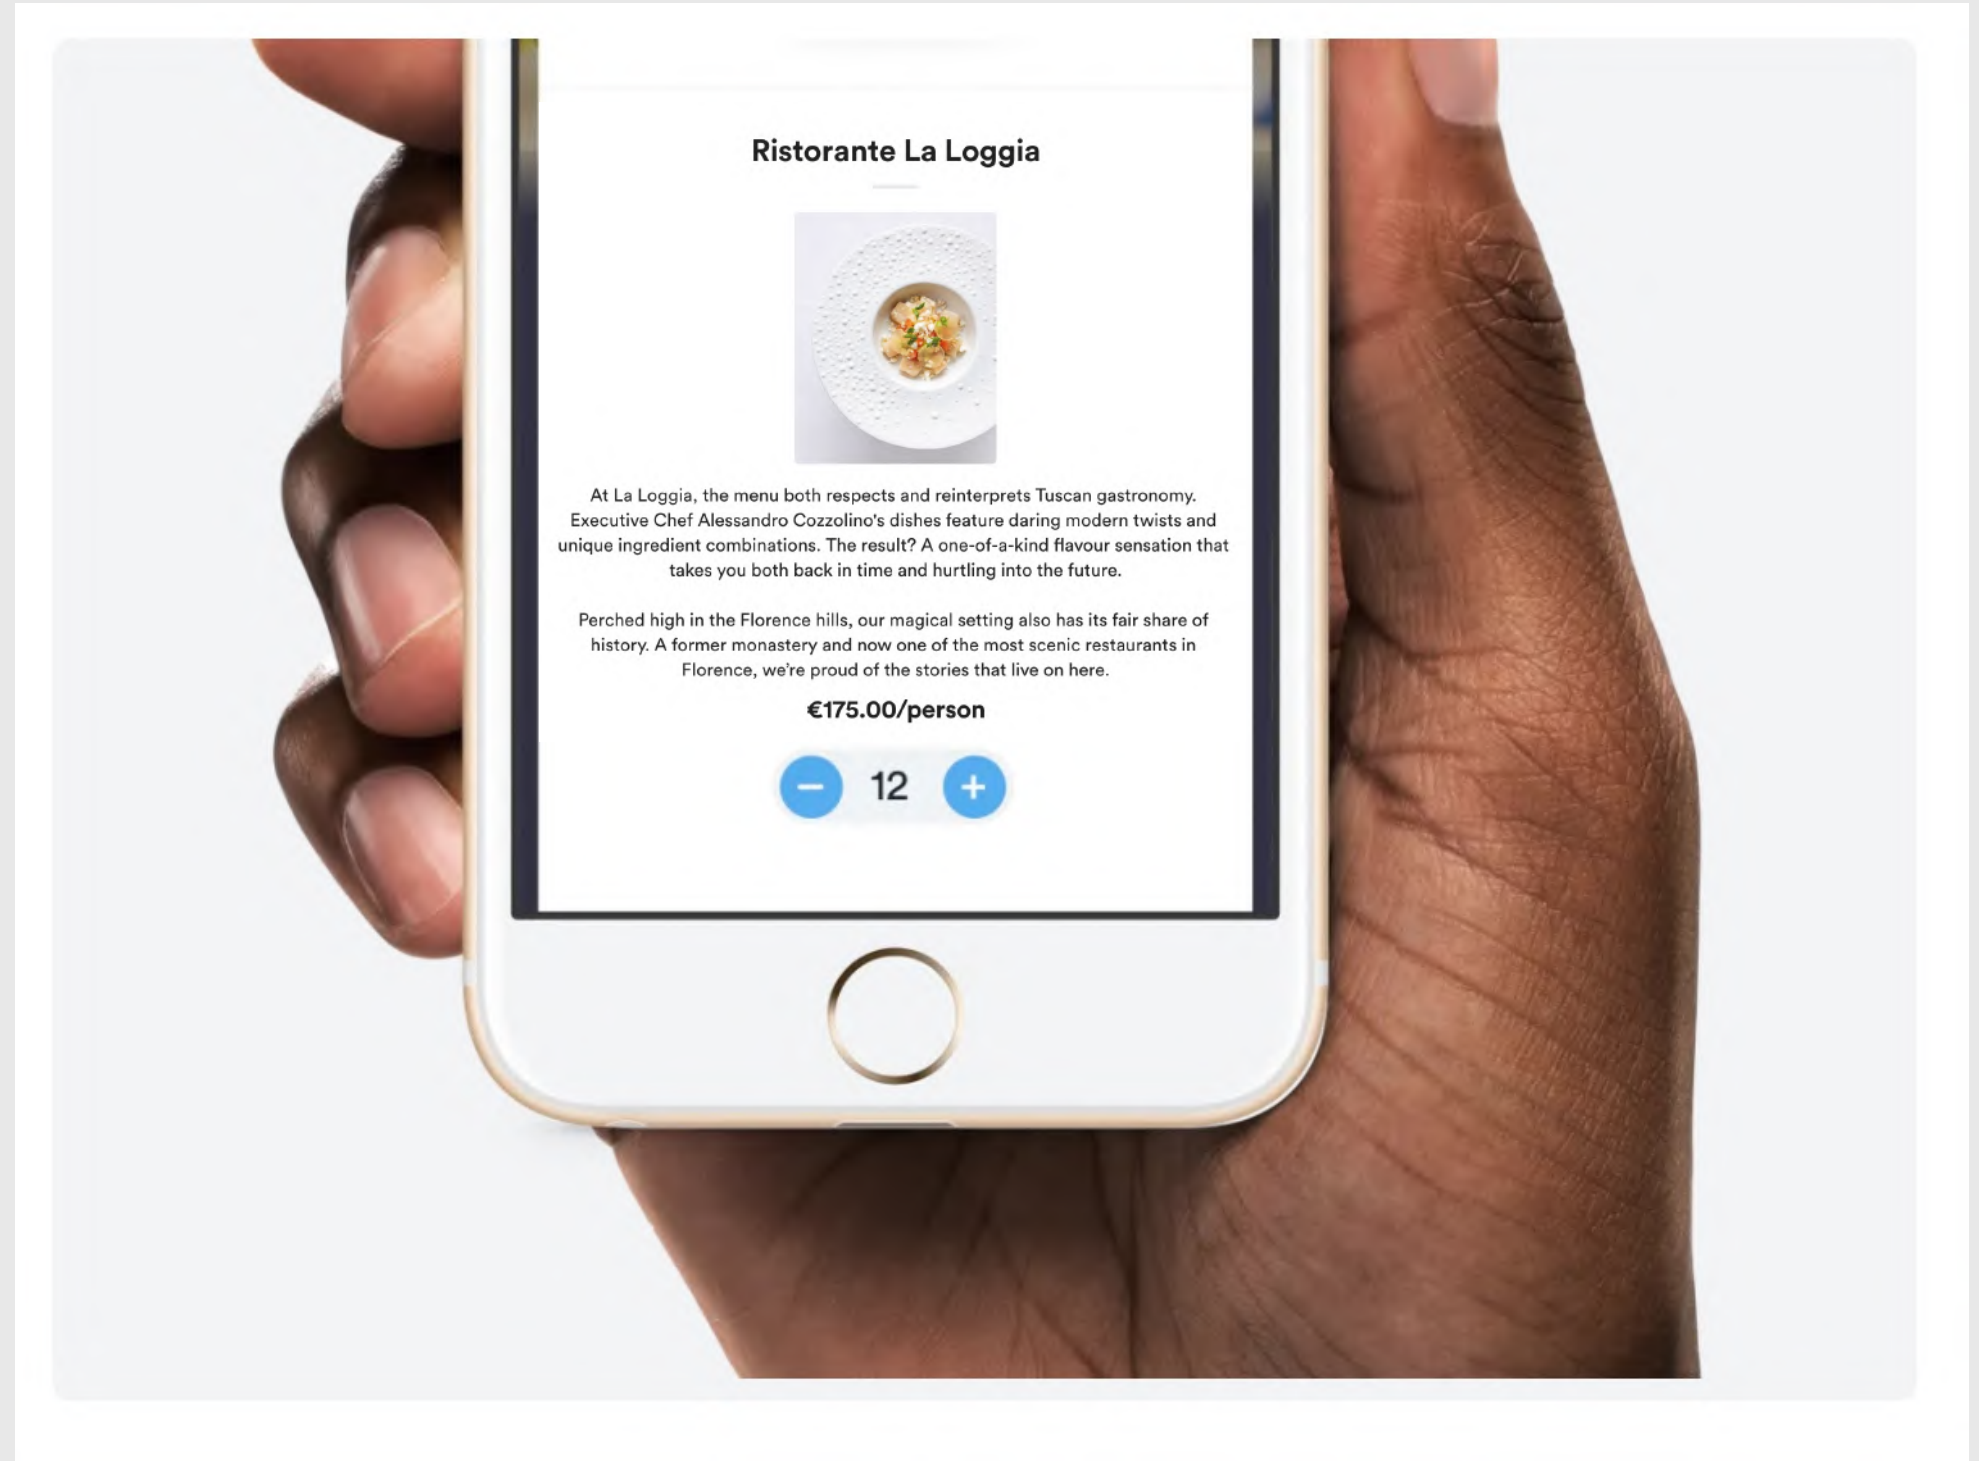 Ristorante La Loggia
At La Loggia, the menu both respects and reinterprets Tuscan gastronomy.
Executive Chef Alessandro Cozzolino's dishes feature daring modern twists and
unique ingredient combinations. The result? A one-of-a-kind flavour sensation that
takes you both back in time and hurtling into the future.
Perched high in the Florence hills, our magical setting also has its fair share of
history. A former monastery and now one of the most scenic restaurants in
Florence, we’re proud of the stories that live on here.
€175.00/person
− 12 +